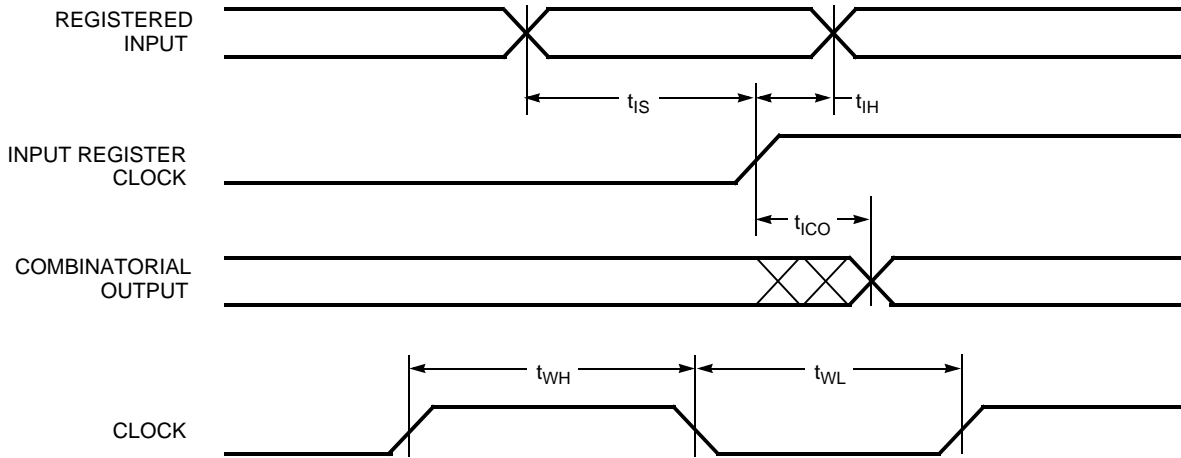 REGISTERED
INPUT
tIS
tIH
INPUT REGISTER
CLOCK
tICO
COMBINATORIAL
OUTPUT
tWH
tWL
CLOCK